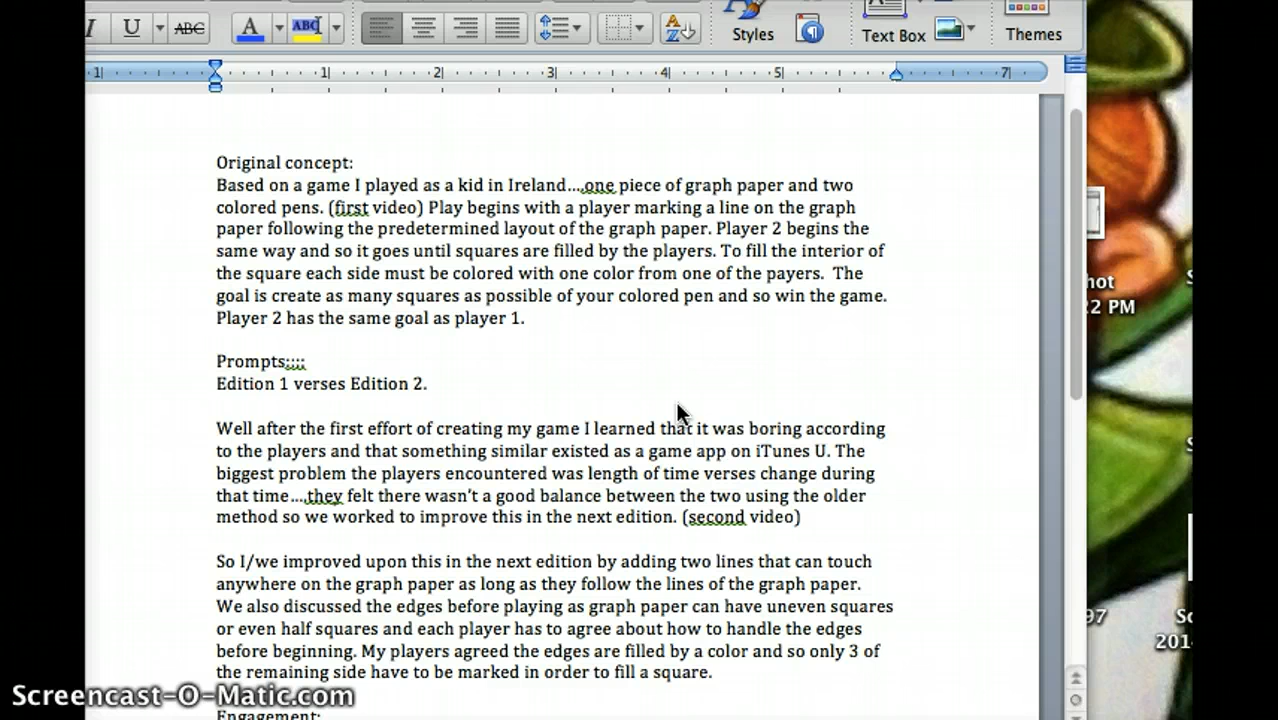 I U ABC A ABC
Styles Text Box Themes
1 1 2 3 4 5 7
Original concept:
Based on a game I played as a kid in Ireland....one piece of graph paper and two
colored pens. (first video) Play begins with a player marking a line on the graph
paper following the predetermined layout of the graph paper. Player 2 begins the
same way and so it goes until squares are filled by the players. To fill the interior of
the square each side must be colored with one color from one of the payers.  The
goal is create as many squares as possible of your colored pen and so win the game.
Player 2 has the same goal as player 1.
Prompts;;;;
Edition 1 verses Edition 2.
Well after the first effort of creating my game I learned that it was boring according
to the players and that something similar existed as a game app on iTunes U. The
biggest problem the players encountered was length of time verses change during
that time....they felt there wasn't a good balance between the two using the older
method so we worked to improve this in the next edition. (second video)
So I/we improved upon this in the next edition by adding two lines that can touch
anywhere on the graph paper as long as they follow the lines of the graph paper.
We also discussed the edges before playing as graph paper can have uneven squares
or even half squares and each player has to agree about how to handle the edges
before beginning. My players agreed the edges are filled by a color and so only 3 of
the remaining side have to be marked in order to fill a square.
Engagement:
hot
22 PM
97
201
Screencast-O-Matic.com